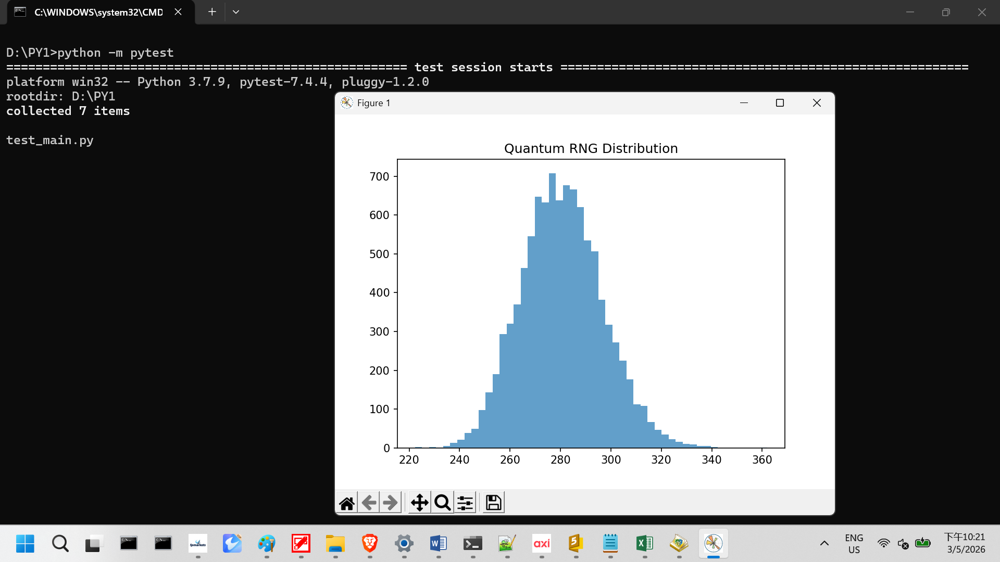 C:\WINDOWS\system32\CMD
D:\PY1>python -m pytest
======================================================= test session starts ========================================================
platform win32 -- Python 3.7.9, pytest-7.4.4, pluggy-1.2.0
rootdir: D:\PY1
collected 7 items
test_main.py
Figure 1
Quantum RNG Distribution
700
600
500
400
300
200
100
0
220 240 260 280 300 320 340 360
fpmarkets
axi
ENG
US
下午10:21
3/5/2026